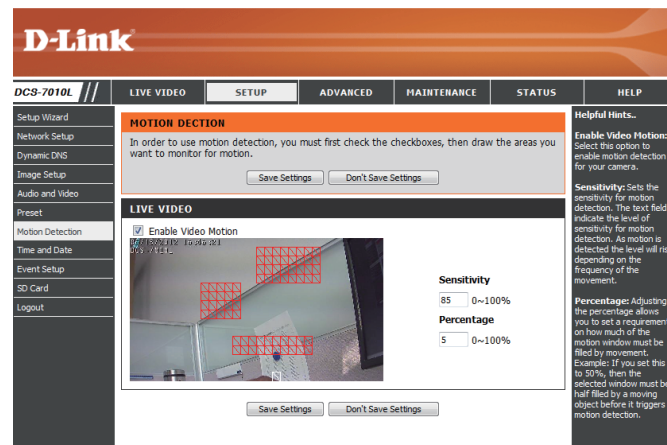 D-Link
DCS-7010L
LIVE VIDEO
SETUP
ADVANCED
MAINTENANCE
STATUS
HELP
Setup Wizard
Network Setup
Dynamic DNS
Image Setup
Audio and Video
Preset
Motion Detection
Time and Date
Event Setup
SD Card
Logout
MOTION DECTION
In order to use motion detection, you must first check the checkboxes, then draw the areas you
want to monitor for motion.
Save Settings
Don't Save Settings
LIVE VIDEO
Enable Video Motion
Sensitivity
85 0~100%
Percentage
5 0~100%
Save Settings
Don't Save Settings
Helpful Hints..
Enable Video Motion:
Select this option to
enable motion detection
for your camera.
Sensitivity: Sets the
sensitivity for motion
detection. The text field
indicate the level of
sensitivity for motion
detection. As motion is
detected the level will ris
depending on the
frequency of the
movement.
Percentage: Adjusting
the percentage allows
you to set a requirement
on how much of the
motion window must be
filled by movement.
Example: If you set this
to 50%, then the
selected window must be
half filled by a moving
object before it triggers
motion detection.